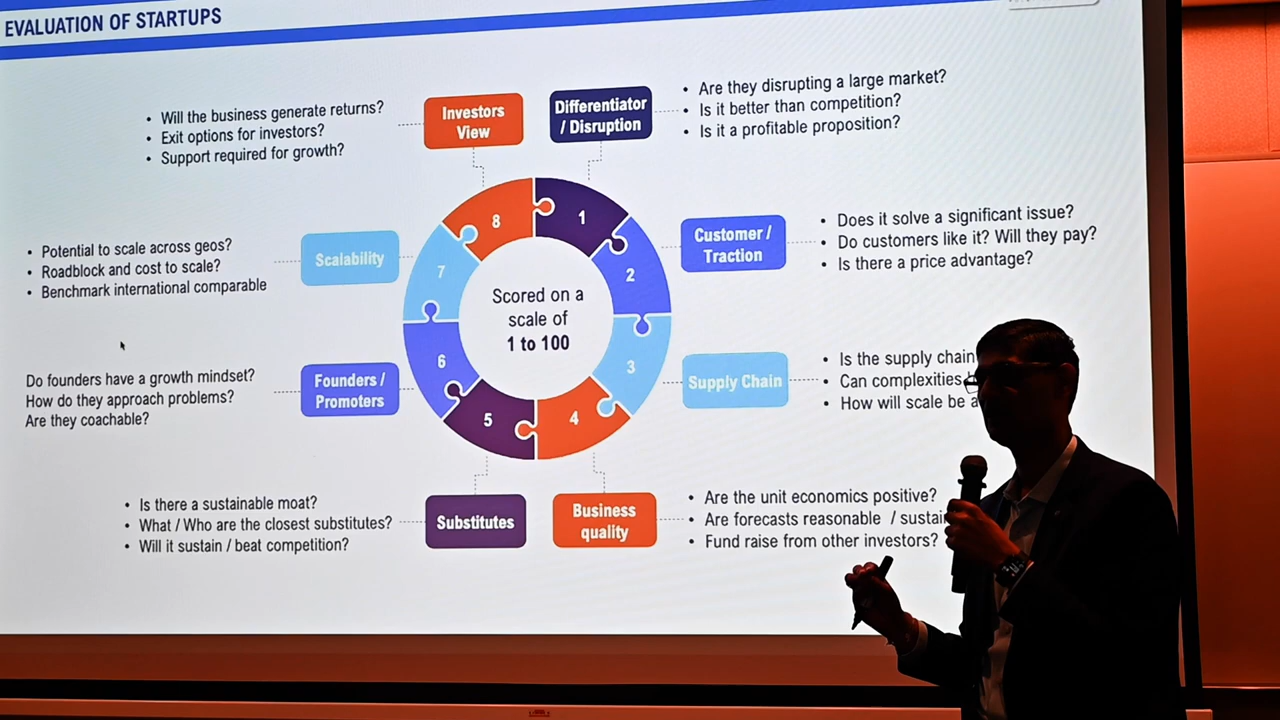 EVALUATION OF STARTUPS
Investors
View
• Will the business generate returns?
• Exit options for investors?
• Support required for growth?
Differentiator
/ Disruption
• Are they disrupting a large market?
• Is it better than competition?
• Is it a profitable proposition?
Customer /
Traction
• Does it solve a significant issue?
• Do customers like it? Will they pay?
• Is there a price advantage?
Supply Chain
• Is the supply chain
• Can complexities
• How will scale be
Business
quality
• Are the unit economics positive?
• Are forecasts reasonable /
• Fund raise from other investors?
Substitutes
• Is there a sustainable moat?
• What / Who are the closest substitutes?
• Will it sustain / beat competition?
Founders /
Promoters
Do founders have a growth mindset?
How do they approach problems?
Are they coachable?
Scalability
• Potential to scale across geos?
• Roadblock and cost to scale?
• Benchmark international comparable
1
2
3
4
5
6
7
8
Scored on a
scale of
1 to 100